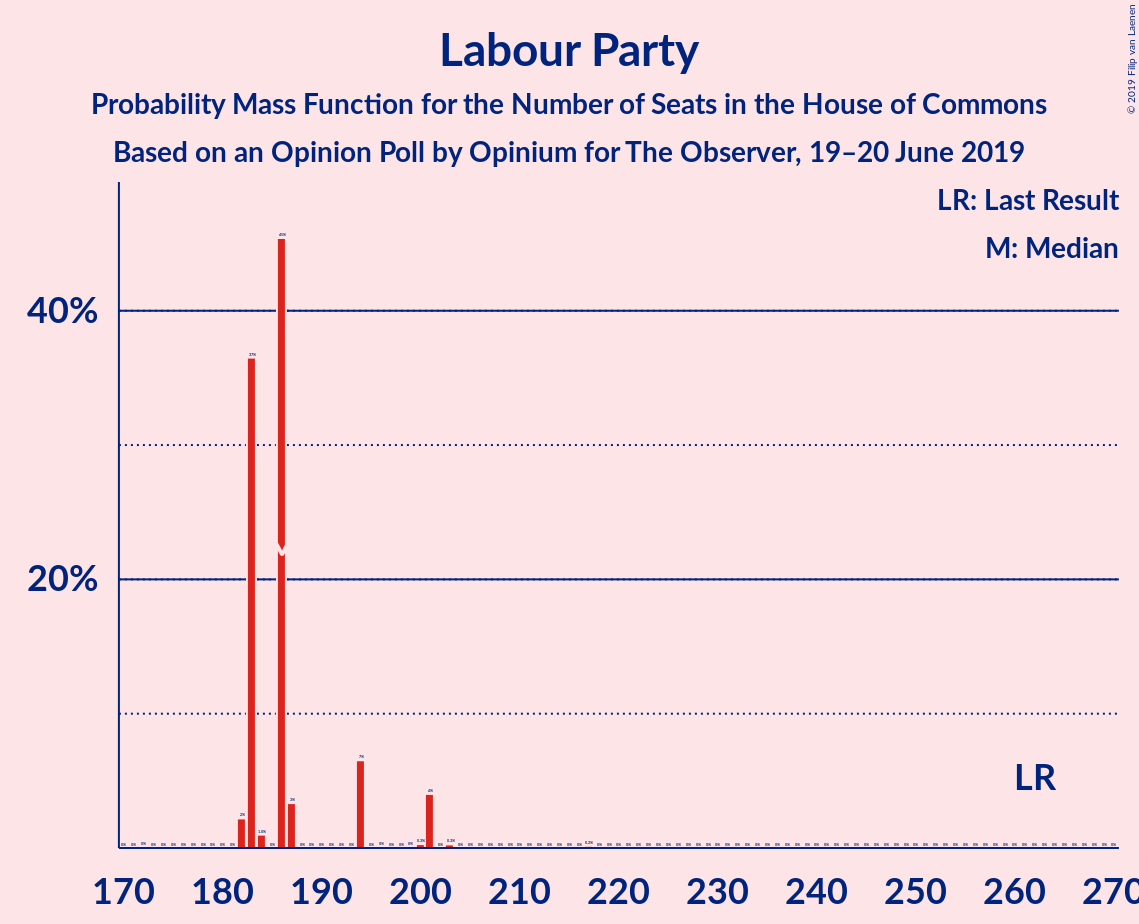 Labour Party
Probability Mass Function for the Number of Seats in the House of Commons
Based on an Opinion Poll by Opinium for The Observer, 19–20 June 2019
© 2019 Filip van Laenen
LR: Last Result
M: Median
40%
20%
M
LR
170 180 190 200 210 220 230 240 250 260 270